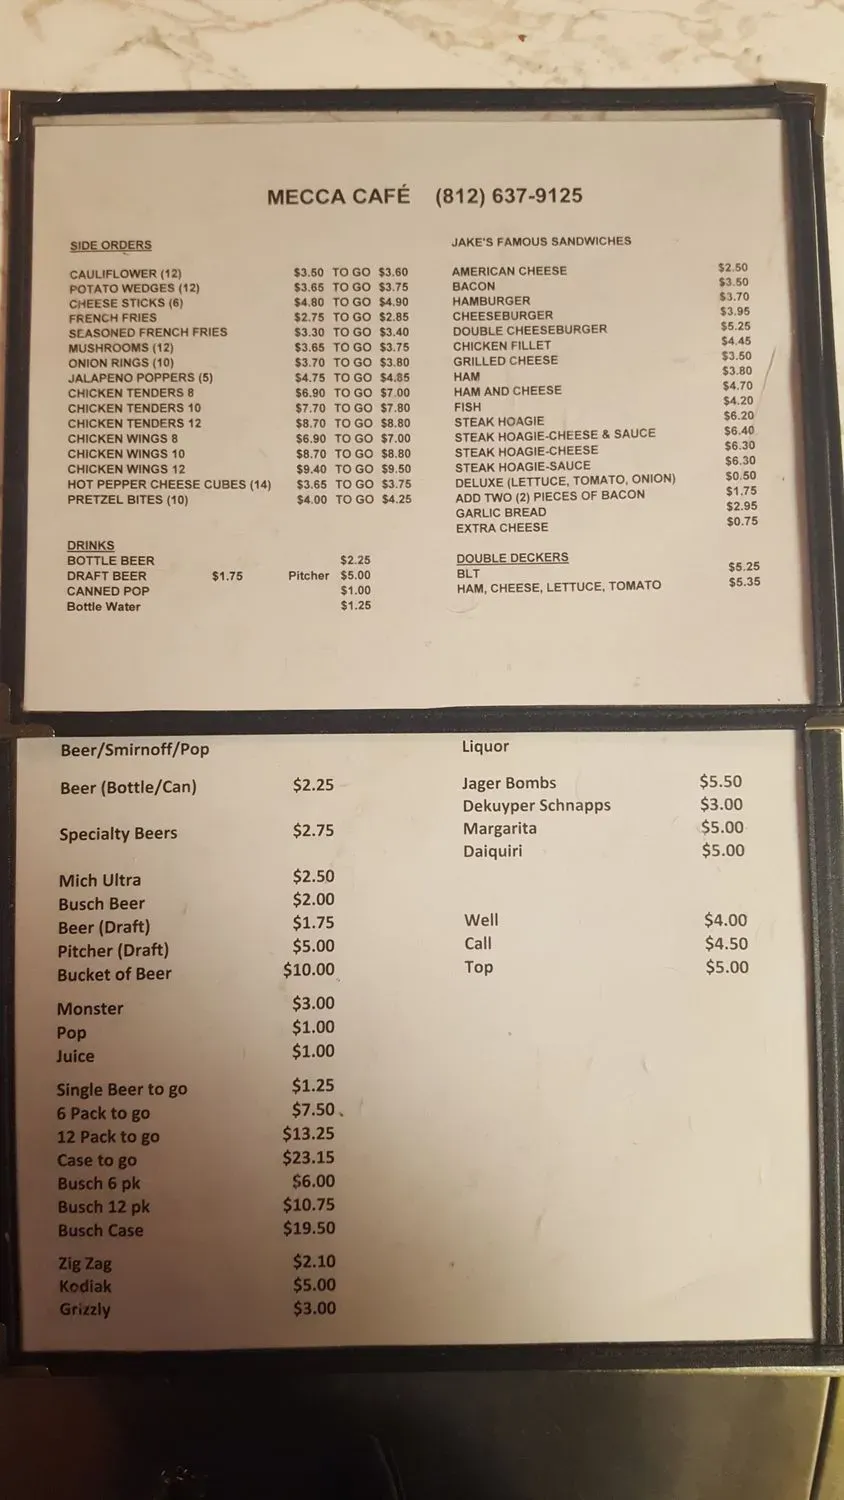 MECCA CAFÉ (812) 637-9125
SIDE ORDERS
CAULIFLOWER (12) $3.50 TO GO $3.60
POTATO WEDGES (12) $3.65 TO GO $3.75
CHEESE STICKS (6) $4.80 TO GO $4.90
FRENCH FRIES $2.75 TO GO $2.85
SEASONED FRENCH FRIES $3.30 TO GO $3.40
MUSHROOMS (12) $3.65 TO GO $3.75
ONION RINGS (10) $3.70 TO GO $3.80
JALAPENO POPPERS (5) $4.75 TO GO $4.85
CHICKEN TENDERS 8 $6.90 TO GO $7.00
CHICKEN TENDERS 10 $7.70 TO GO $7.80
CHICKEN TENDERS 12 $8.70 TO GO $8.80
CHICKEN WINGS 8 $6.90 TO GO $7.00
CHICKEN WINGS 10 $8.70 TO GO $8.80
CHICKEN WINGS 12 $9.40 TO GO $9.50
HOT PEPPER CHEESE CUBES (14) $3.65 TO GO $3.75
PRETZEL BITES (10) $4.00 TO GO $4.25
DRINKS
BOTTLE BEER $2.25
DRAFT BEER $1.75 Pitcher $5.00
CANNED POP $1.00
Bottle Water $1.25
JAKE'S FAMOUS SANDWICHES
AMERICAN CHEESE $2.50
BACON $3.50
HAMBURGER $3.70
CHEESEBURGER $3.95
DOUBLE CHEESEBURGER $5.25
CHICKEN FILLET $4.45
GRILLED CHEESE $3.50
HAM $3.80
HAM AND CHEESE $4.70
FISH $4.20
STEAK HOAGIE $6.20
STEAK HOAGIE-CHEESE & SAUCE $6.40
STEAK HOAGIE-CHEESE $6.30
STEAK HOAGIE-SAUCE $6.30
DELUXE (LETTUCE, TOMATO, ONION) $0.50
ADD TWO (2) PIECES OF BACON $1.75
GARLIC BREAD $2.95
EXTRA CHEESE $0.75
DOUBLE DECKERS
BLT $5.25
HAM, CHEESE, LETTUCE, TOMATO $5.35
Beer/Smirnoff/Pop
Beer (Bottle/Can) $2.25
Specialty Beers $2.75
Mich Ultra $2.50
Busch Beer $2.00
Beer (Draft) $1.75
Pitcher (Draft) $5.00
Bucket of Beer $10.00
Monster $3.00
Pop $1.00
Juice $1.00
Single Beer to go $1.25
6 Pack to go $7.50
12 Pack to go $13.25
Case to go $23.15
Busch 6 pk $6.00
Busch 12 pk $10.75
Busch Case $19.50
Zig Zag $2.10
Kodiak $5.00
Grizzly $3.00
Liquor
Jager Bombs $5.50
Dekuyper Schnapps $3.00
Margarita $5.00
Daiquiri $5.00
Well $4.00
Call $4.50
Top $5.00